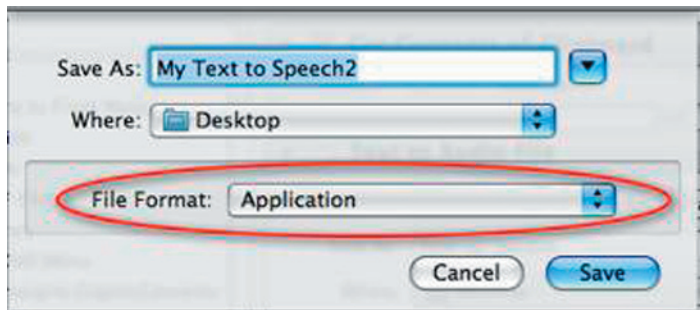 Save As: My Text to Speech2
Where: Desktop
File Format: Application
Cancel Save